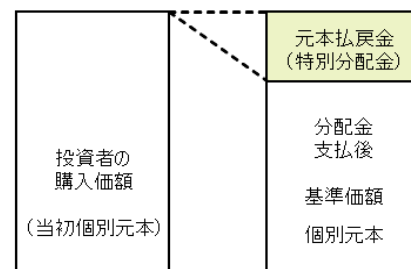 投資者の
購入価額
(当初個別元本)
元本払戻金
(特別分配金)
分配金
支払後
基準価額
個別元本